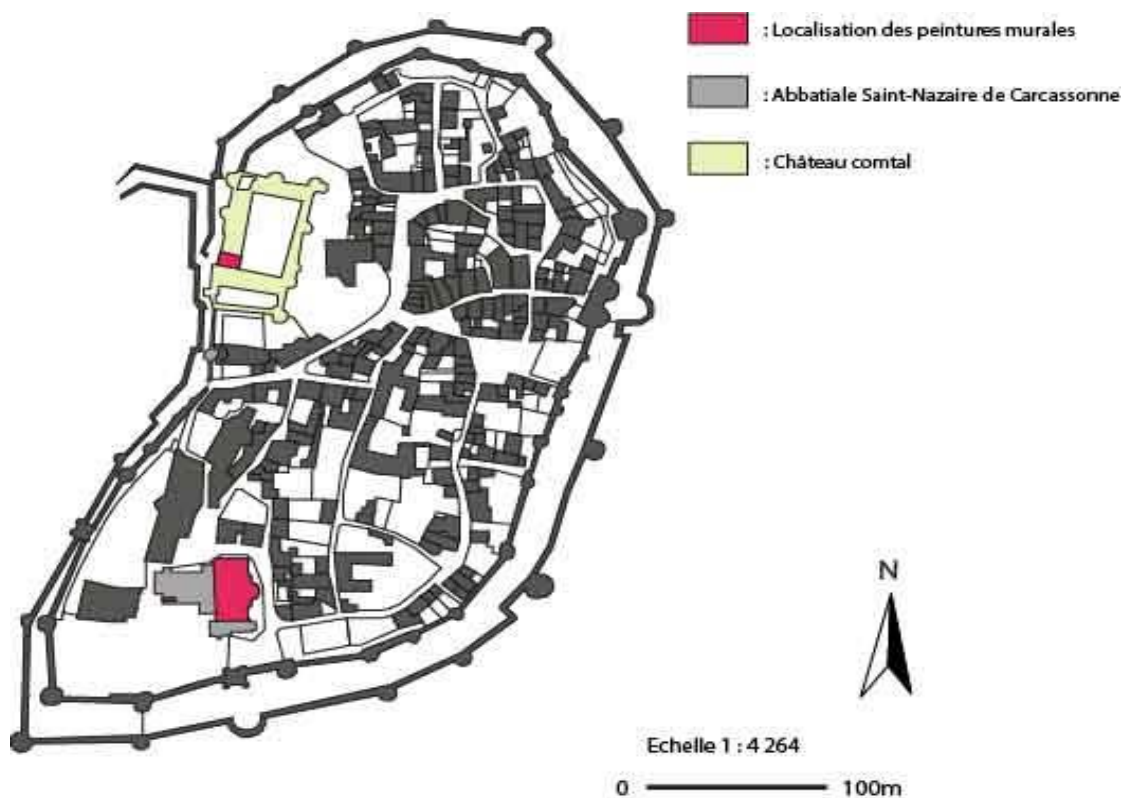 : Localisation des peintures murales
: Abbatiale Saint-Nazaire de Carcassonne
: Château comtal
N
Echelle 1 : 4 264
0 100m